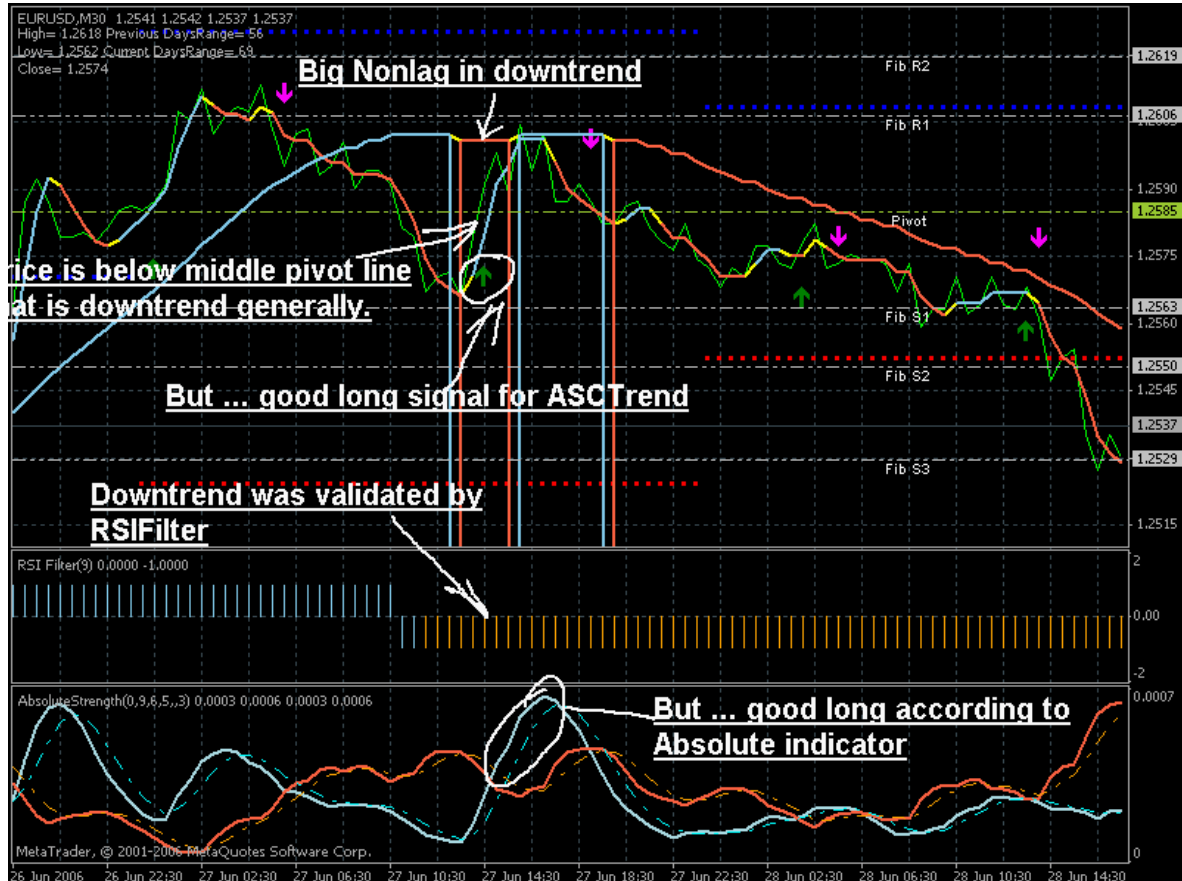 EURUSD,M30 1.2541 1.2542 1.2537 1.2537
High= 1.2618 Previous DaysRange= 56
Low= 1.2562 Current DaysRange= 69
Close= 1.2574
Big Nonlag in downtrend
Fib R2
Fib R1
Pivot
rice is below middle pivot line
hat is downtrend generally.
Fib S1
Fib S2
But ... good long signal for ASCTrend
Fib S3
Downtrend was validated by
RSIFilter
1.2619
1.2606
1.2590
1.2585
1.2575
1.2563
1.2560
1.2550
1.2545
1.2537
1.2529
1.2515
RSI Filter(9) 0.0000 -1.0000
2
0.00
-2
AbsoluteStrength(0,9,6,5,,3) 0.0003 0.0006 0.0003 0.0006
0.0007
But ... good long according to
Absolute indicator
MetaTrader, © 2001-2006 MetaQuotes Software Corp.
0
26 Jun 2006 26 Jun 22:30 27 Jun 02:30 27 Jun 06:30 27 Jun 10:30 27 Jun 14:30 27 Jun 18:30 27 Jun 22:30 28 Jun 02:30 28 Jun 06:30 28 Jun 10:30 28 Jun 14:30